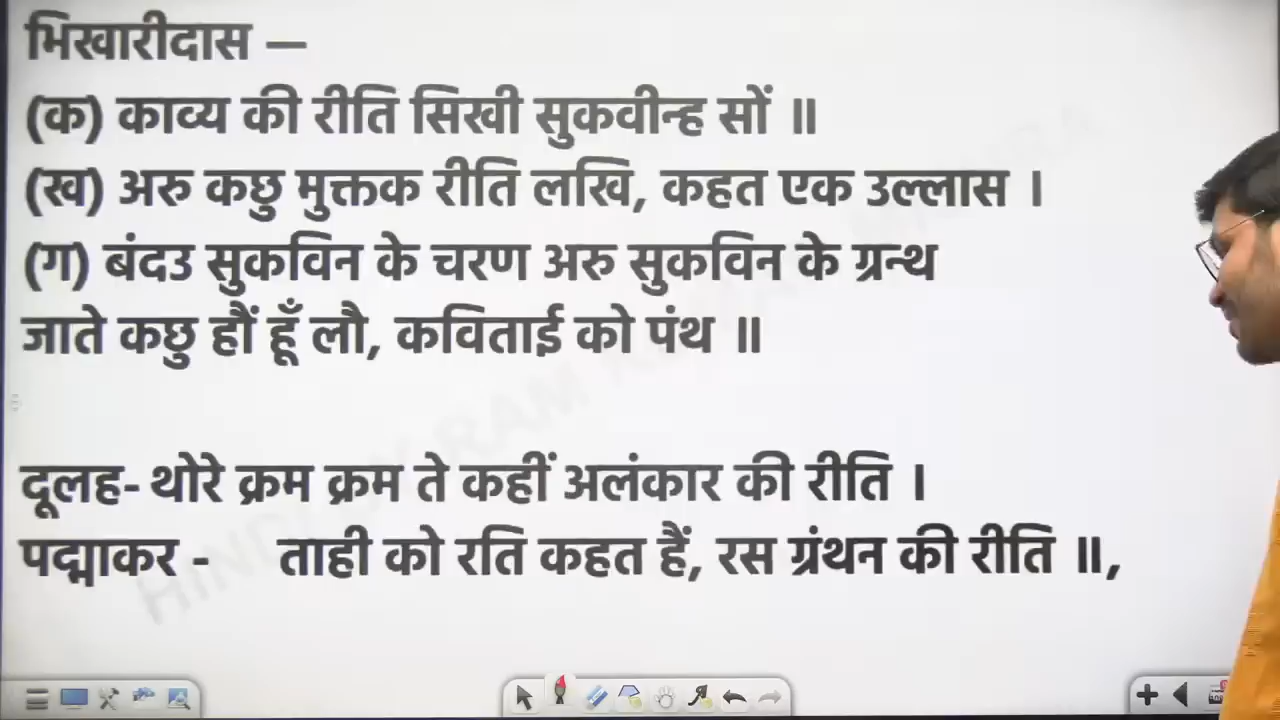 भिखारीदास —
(क) काव्य की रीति सिखी सुकवीन्ह सों ॥
(ख) अरु कछु मुक्तक रीति लखि, कहत एक उल्लास ।
(ग) बंदउ सुकविन के चरण अरु सुकविन के ग्रन्थ
जाते कछु हौं हूँ लौ, कविताई को पंथ ॥
दूलह- थोरे क्रम क्रम ते कहीं अलंकार की रीति ।
पद्माकर - ताही को रति कहत हैं, रस ग्रंथन की रीति ॥,